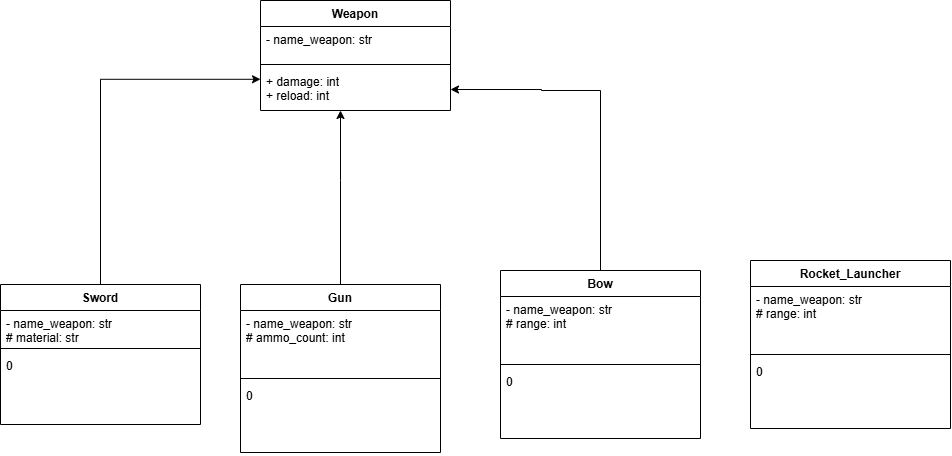 Weapon
- name_weapon: str
+ damage: int
+ reload: int
Sword
- name_weapon: str
# material: str
0
Gun
- name_weapon: str
# ammo_count: int
0
Bow
- name_weapon: str
# range: int
0
Rocket_Launcher
- name_weapon: str
# range: int
0